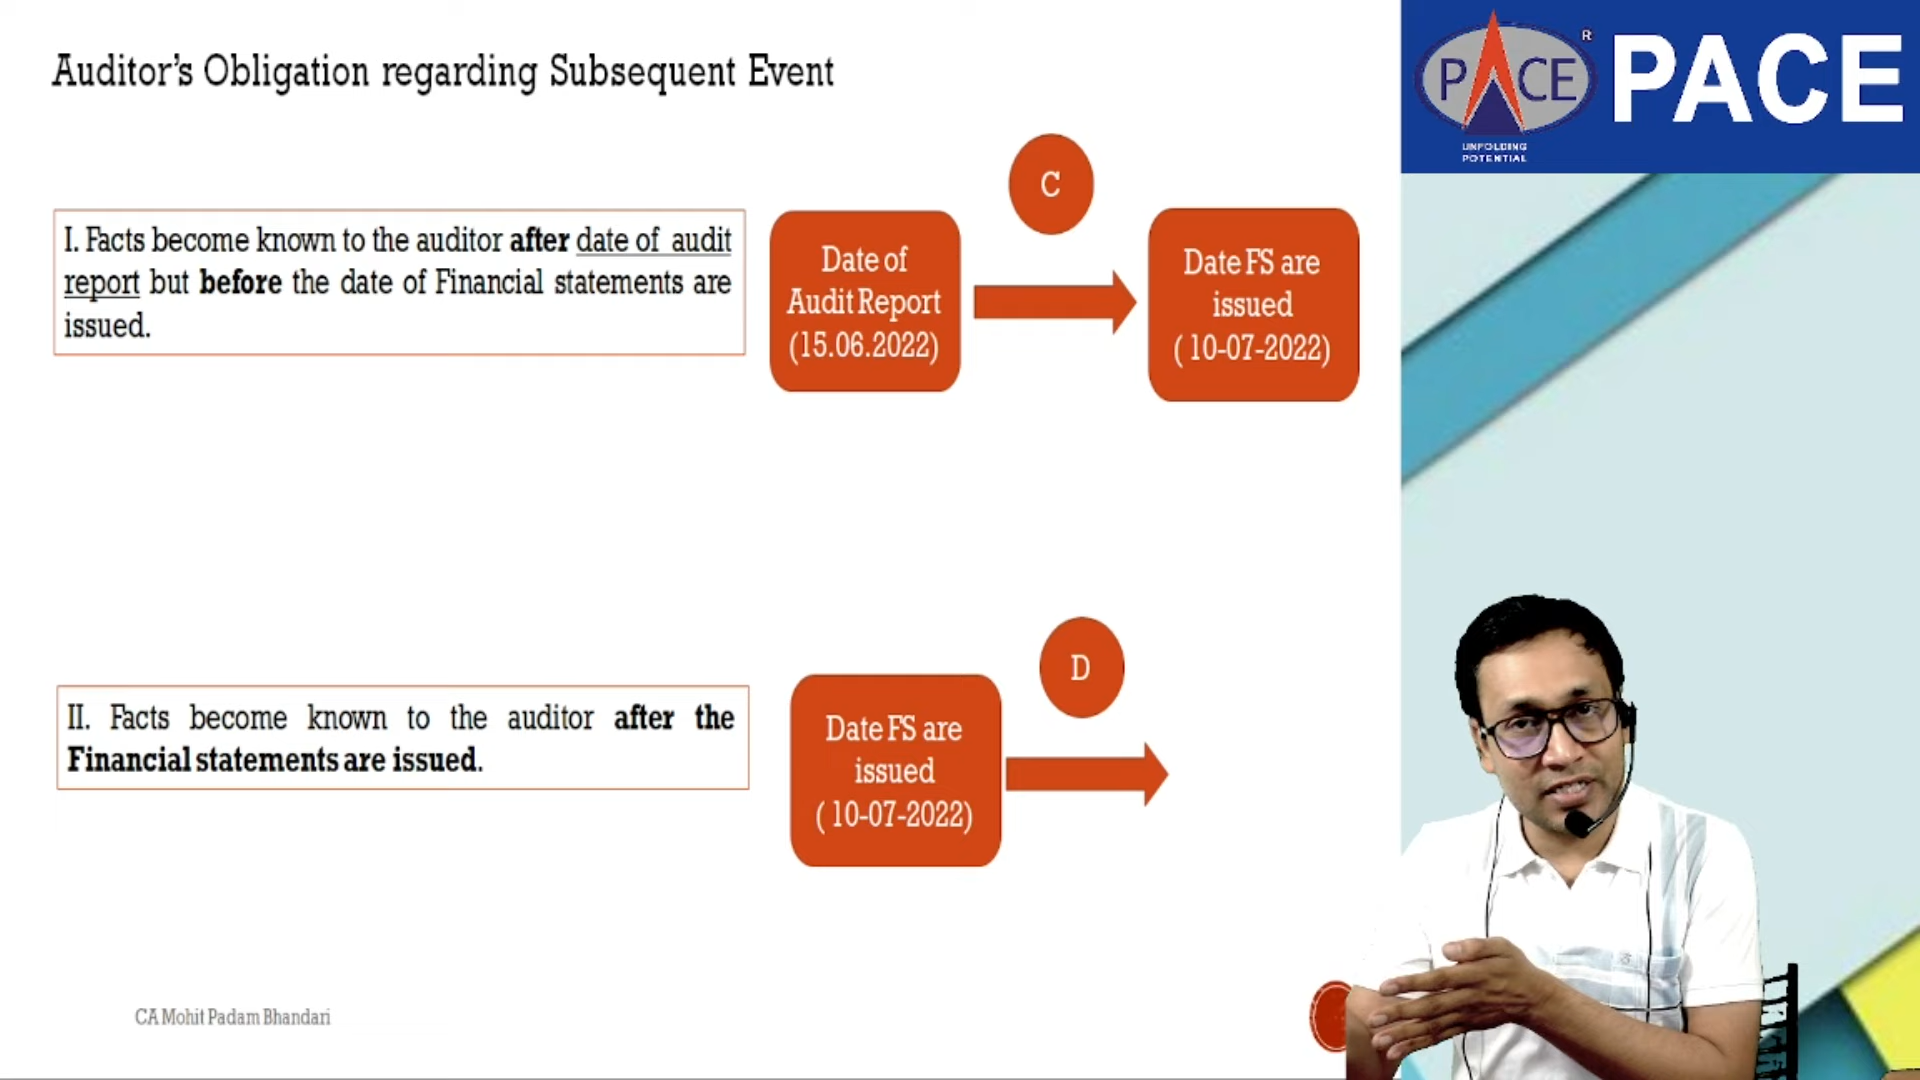 Auditor's Obligation regarding Subsequent Event
PACE
R
PACE
UNFOLDING
POTENTIAL
C
I. Facts become known to the auditor after date of audit
report but before the date of Financial statements are
issued.
Date of
Audit Report
(15.06.2022)
Date FS are
issued
( 10-07-2022)
D
II. Facts become known to the auditor after the
Financial statements are issued.
Date FS are
issued
( 10-07-2022)
CA Mohit Padam Bhandari